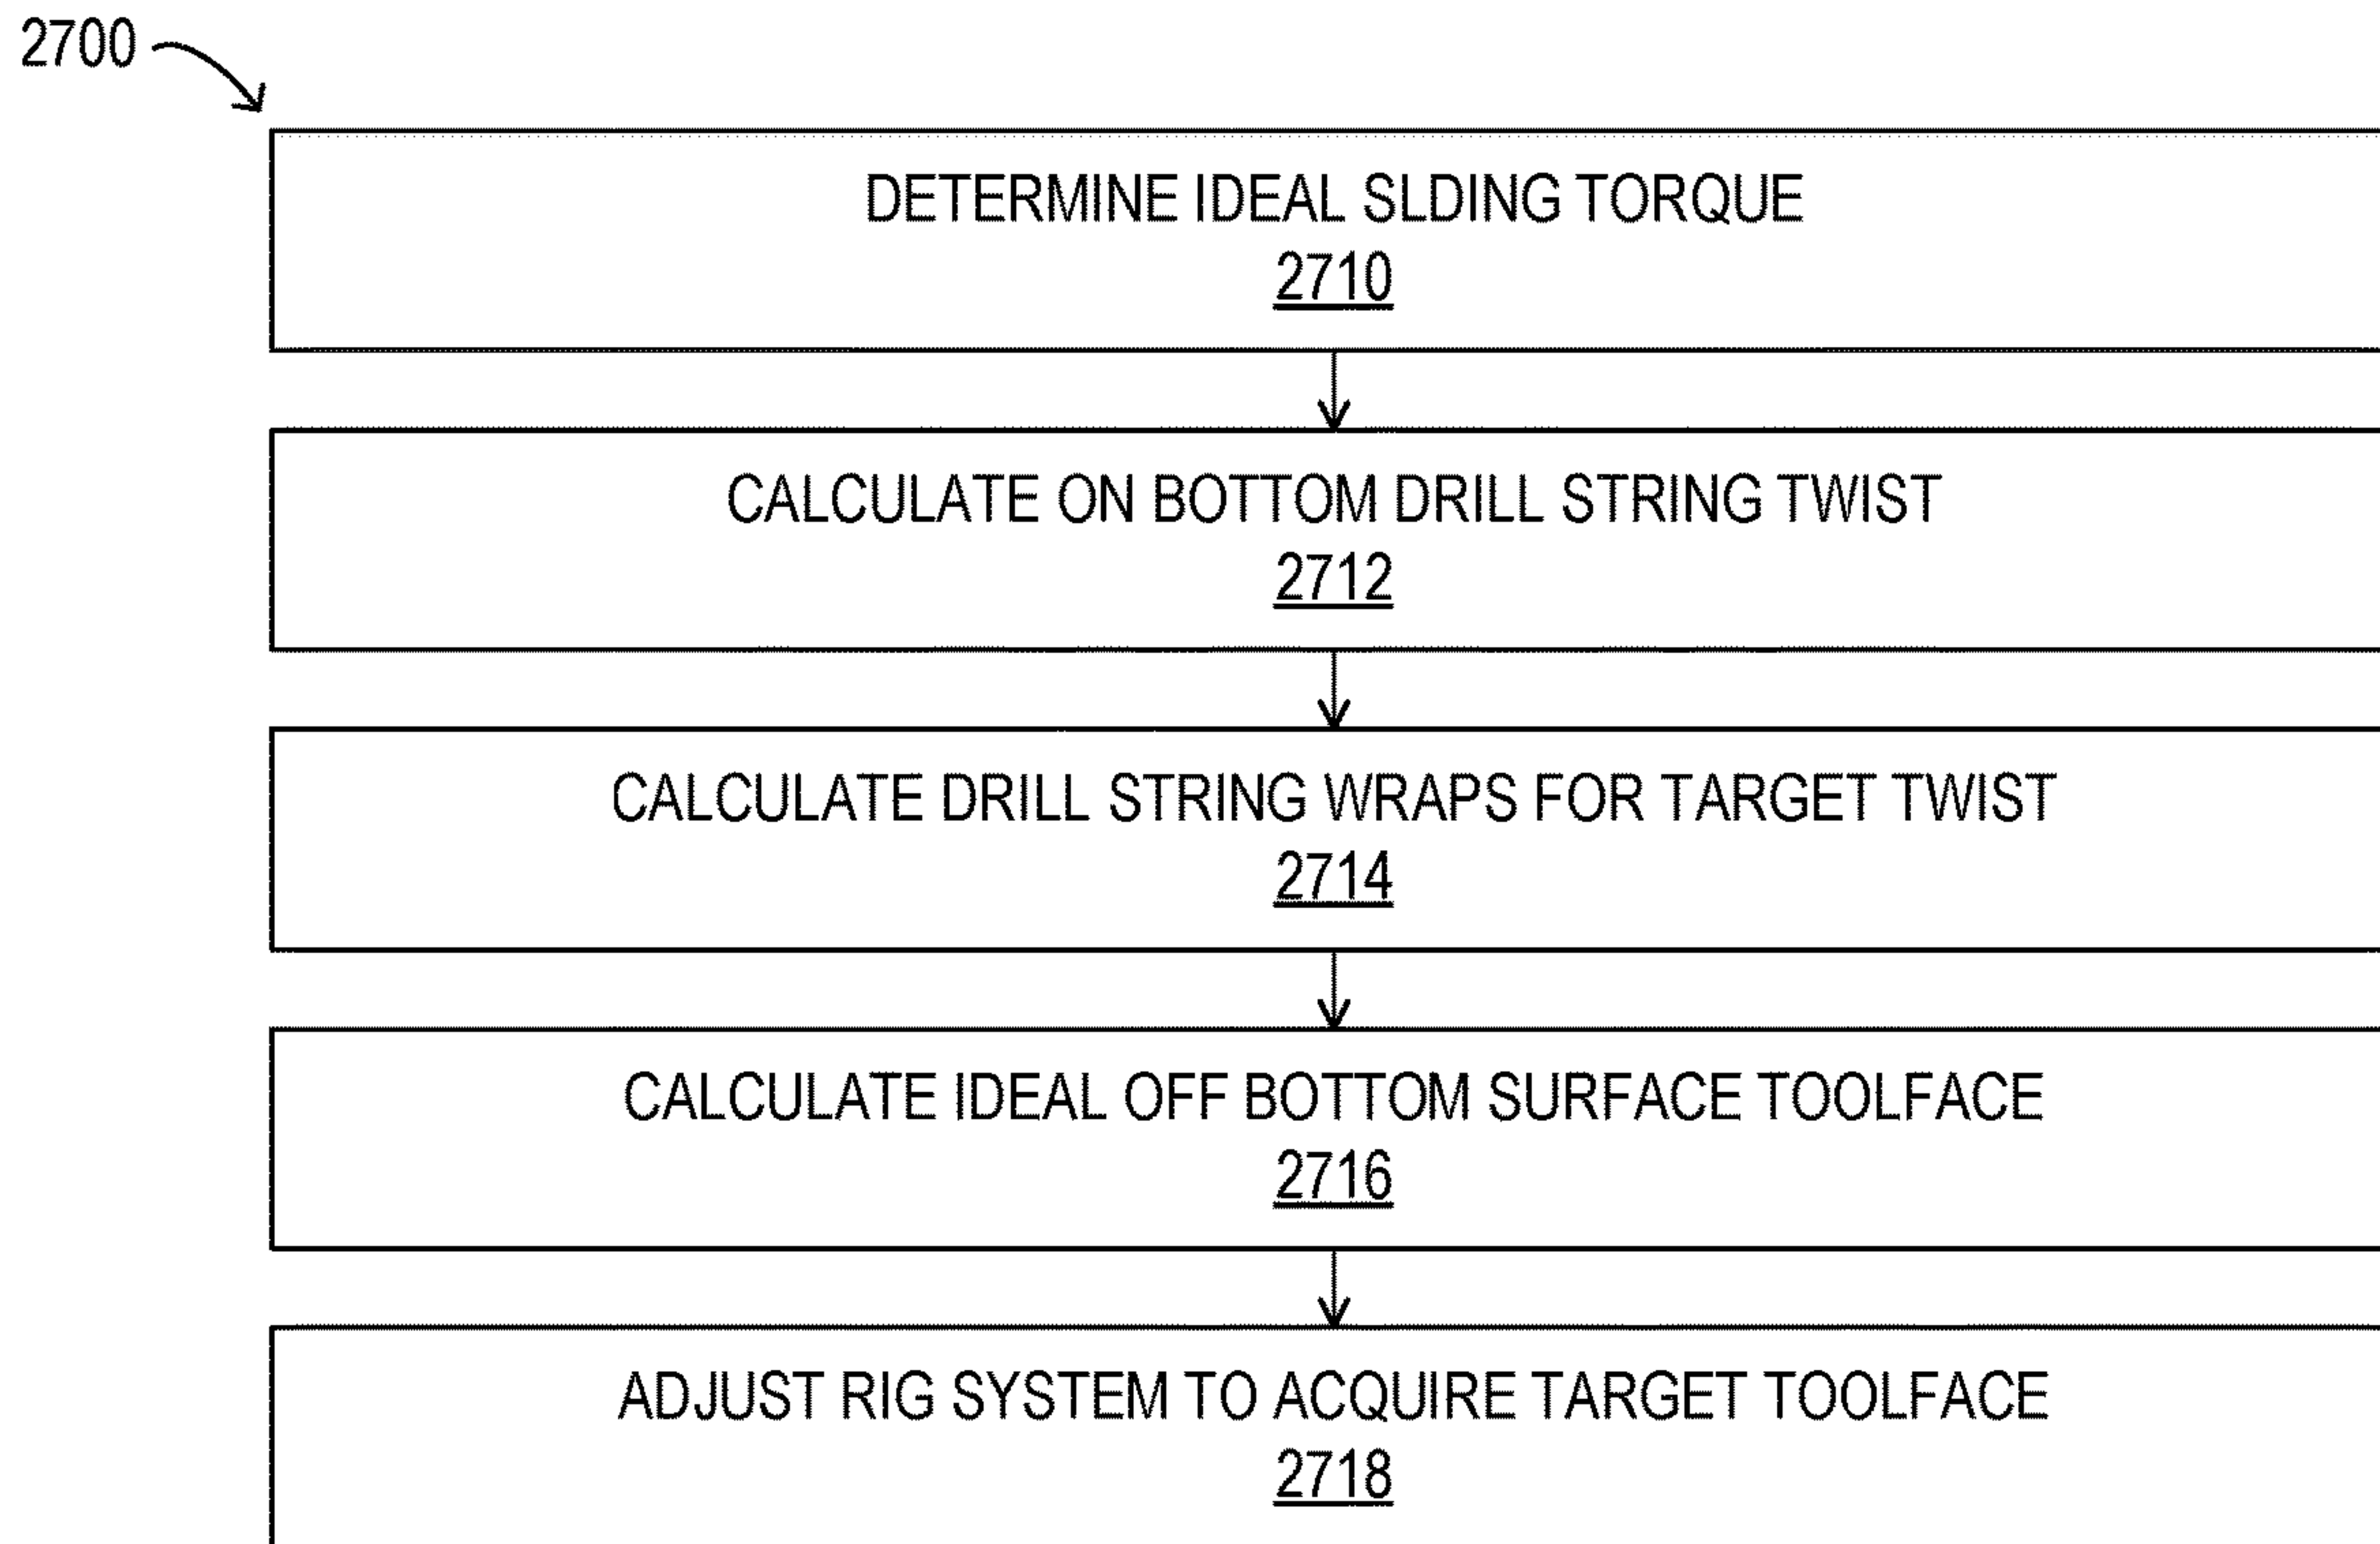 2700
DETERMINE IDEAL SLDING TORQUE
2710
CALCULATE ON BOTTOM DRILL STRING TWIST
2712
CALCULATE DRILL STRING WRAPS FOR TARGET TWIST
2714
CALCULATE IDEAL OFF BOTTOM SURFACE TOOLFACE
2716
ADJUST RIG SYSTEM TO ACQUIRE TARGET TOOLFACE
2718